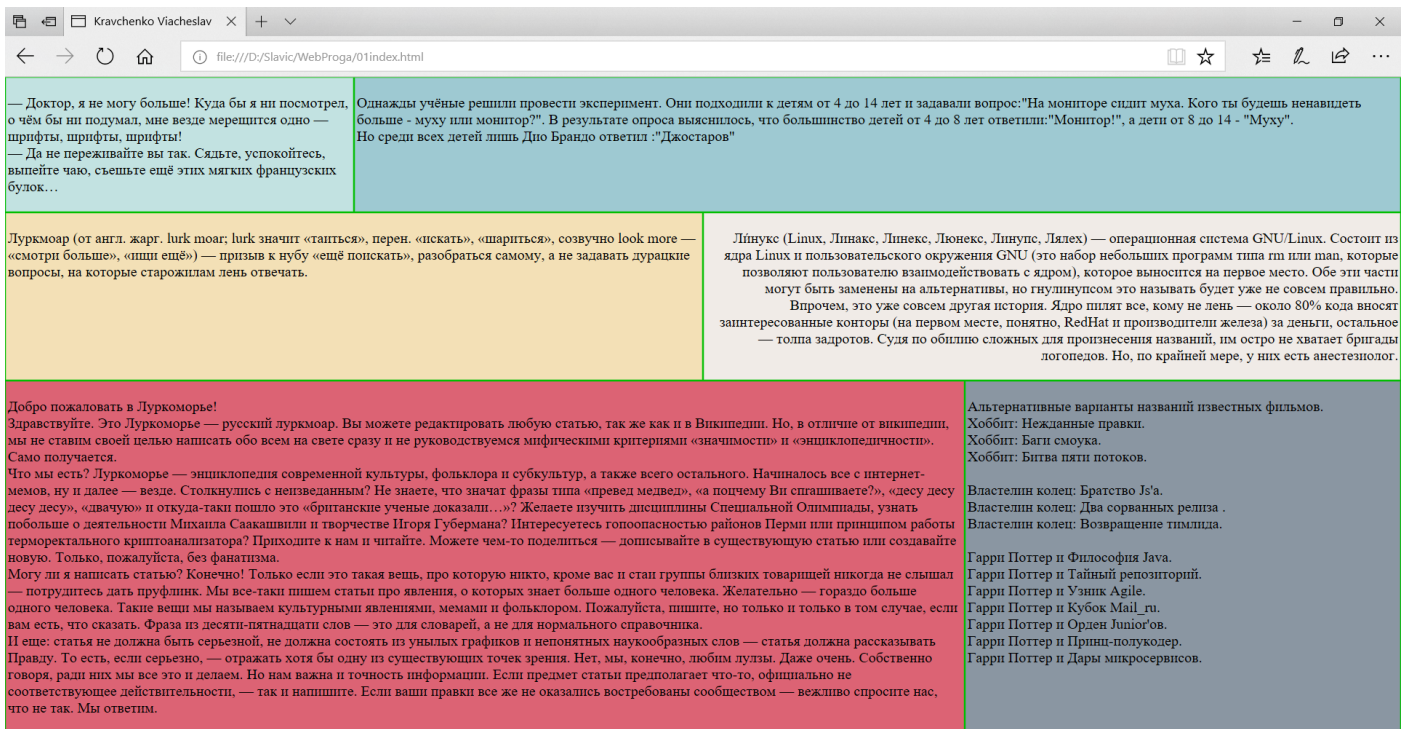 Kravchenko Viacheslav
file:///D:/Slavic/WebProga/01index.html
— Доктор, я не могу больше! Куда бы я ни посмотрел,
о чём бы ни подумал, мне везде мерещится одно —
шрифты, шрифты, шрифты!
— Да не переживайте вы так. Сядьте, успокойтесь,
выпейте чаю, съешьте ещё этих мягких французских
булок…
Однажды учёные решили провести эксперимент. Они подходили к детям от 4 до 14 лет и задавали вопрос:"На мониторе сидит муха. Кого ты будешь ненавидеть
больше - муху или монитор?". В результате опроса выяснилось, что большинство детей от 4 до 8 лет ответили:"Монитор!", а дети от 8 до 14 - "Муху".
Но среди всех детей лишь Дио Брандо ответил :"Джостаров"
Луркмоар (от англ. жарг. lurk moar; lurk значит «таиться», перен. «искать», «шариться», созвучно look more —
«смотри больше», «ищи ещё») — призыв к нубу «ещё поискать», разобраться самому, а не задавать дурацкие
вопросы, на которые старожилам лень отвечать.
Ли́нукс (Linux, Линакс, Линекс, Люнекс, Линупс, Лялех) — операционная система GNU/Linux. Состоит из
ядра Linux и пользовательского окружения GNU (это набор небольших программ типа rm или man, которые
позволяют пользователю взаимодействовать с ядром), которое выносится на первое место. Обе эти части
могут быть заменены на альтернативы, но гнулинупсом это называть будет уже не совсем правильно.
Впрочем, это уже совсем другая история. Ядро пилят все, кому не лень — около 80% кода вносят
заинтересованные конторы (на первом месте, понятно, RedHat и производители железа) за деньги, остальное
— толпа задротов. Судя по обилию сложных для произнесения названий, им остро не хватает бригады
логопедов. Но, по крайней мере, у них есть анестезиолог.
Добро пожаловать в Луркоморье!
Здравствуйте. Это Луркоморье — русский луркмоар. Вы можете редактировать любую статью, так же как и в Википедии. Но, в отличие от википедии,
мы не ставим своей целью написать обо всем на свете сразу и не руководствуемся мифическими критериями «значимости» и «энциклопедичности».
Само получается.
Что мы есть? Луркоморье — энциклопедия современной культуры, фольклора и субкультур, а также всего остального. Начиналось все с интернет-
мемов, ну и далее — везде. Столкнулись с неизведанным? Не знаете, что значат фразы типа «превед медвед», «а поцчему Ви спгашиваете?», «десу десу
десу десу», «двачую» и откуда-таки пошло это «британские ученые доказали…»? Желаете изучить дисциплины Специальной Олимпиады, узнать
побольше о деятельности Михаила Саакашвили и творчестве Игоря Губермана? Интересуетесь гопоопасностью районов Перми или принципом работы
терморектального криптоанализатора? Приходите к нам и читайте. Можете чем-то поделиться — дописывайте в существующую статью или создавайте
новую. Только, пожалуйста, без фанатизма.
Могу ли я написать статью? Конечно! Только если это такая вещь, про которую никто, кроме вас и стаи группы близких товарищей никогда не слышал
— потрудитесь дать пруфлинк. Мы все-таки пишем статьи про явления, о которых знает больше одного человека. Желательно — гораздо больше
одного человека. Такие вещи мы называем культурными явлениями, мемами и фольклором. Пожалуйста, пишите, но только и только в том случае, если
вам есть, что сказать. Фраза из десяти-пятнадцати слов — это для словарей, а не для нормального справочника.
И еще: статья не должна быть серьезной, не должна состоять из унылых графиков и непонятных наукообразных слов — статья должна рассказывать
Правду. То есть, если серьезно, — отражать хотя бы одну из существующих точек зрения. Нет, мы, конечно, любим лулзы. Даже очень. Собственно
говоря, ради них мы все это и делаем. Но нам важна и точность информации. Если предмет статьи предполагает что-то, официально не
соответствующее действительности, — так и напишите. Если ваши правки все же не оказались востребованы сообществом — вежливо спросите нас,
что не так. Мы ответим.
Альтернативные варианты названий известных фильмов.
Хоббит: Нежданные правки.
Хоббит: Баги смоука.
Хоббит: Битва пяти потоков.
Властелин колец: Братство Js'а.
Властелин колец: Два сорванных релиза .
Властелин колец: Возвращение тимлида.
Гарри Поттер и Философия Java.
Гарри Поттер и Тайный репозиторий.
Гарри Поттер и Узник Agile.
Гарри Поттер и Кубок Mail_ru.
Гарри Поттер и Орден Junior'ов.
Гарри Поттер и Принц-полукодер.
Гарри Поттер и Дары микросервисов.